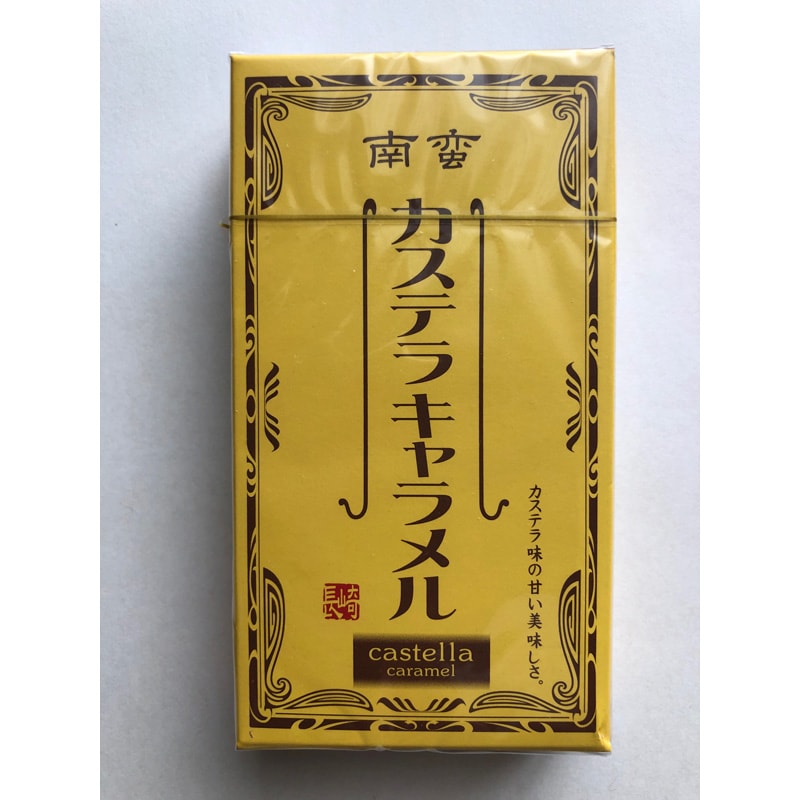 南蛮
カステラキャラメル
カステラ味の甘い美味しさ。
長崎
castella
caramel